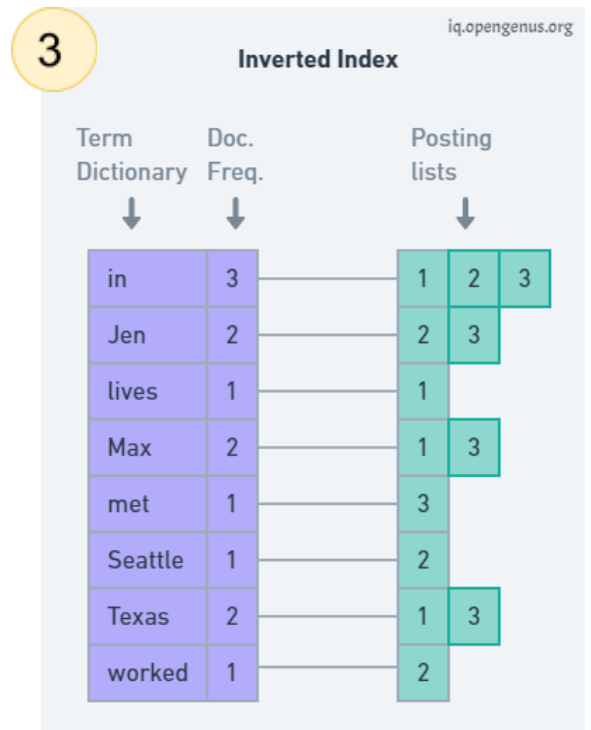 3
iq.opengenus.org
Inverted Index
Term Doc. Posting
Dictionary Freq. lists
in 3 1 2 3
Jen 2 2 3
lives 1 1
Max 2 1 3
met 1 3
Seattle 1 2
Texas 2 1 3
worked 1 2